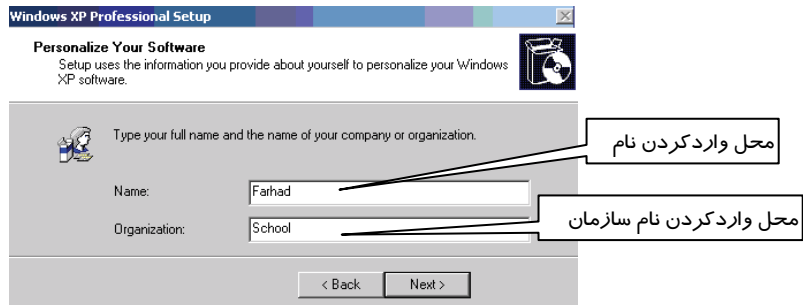 Windows XP Professional Setup
Personalize Your Software
Setup uses the information you provide about yourself to personalize your Windows
XP software.
Type your full name and the name of your company or organization.
محل واردکردن نام
Name:
Farhad
محل واردکردن نام سازمان
Organization:
School
< Back
Next >